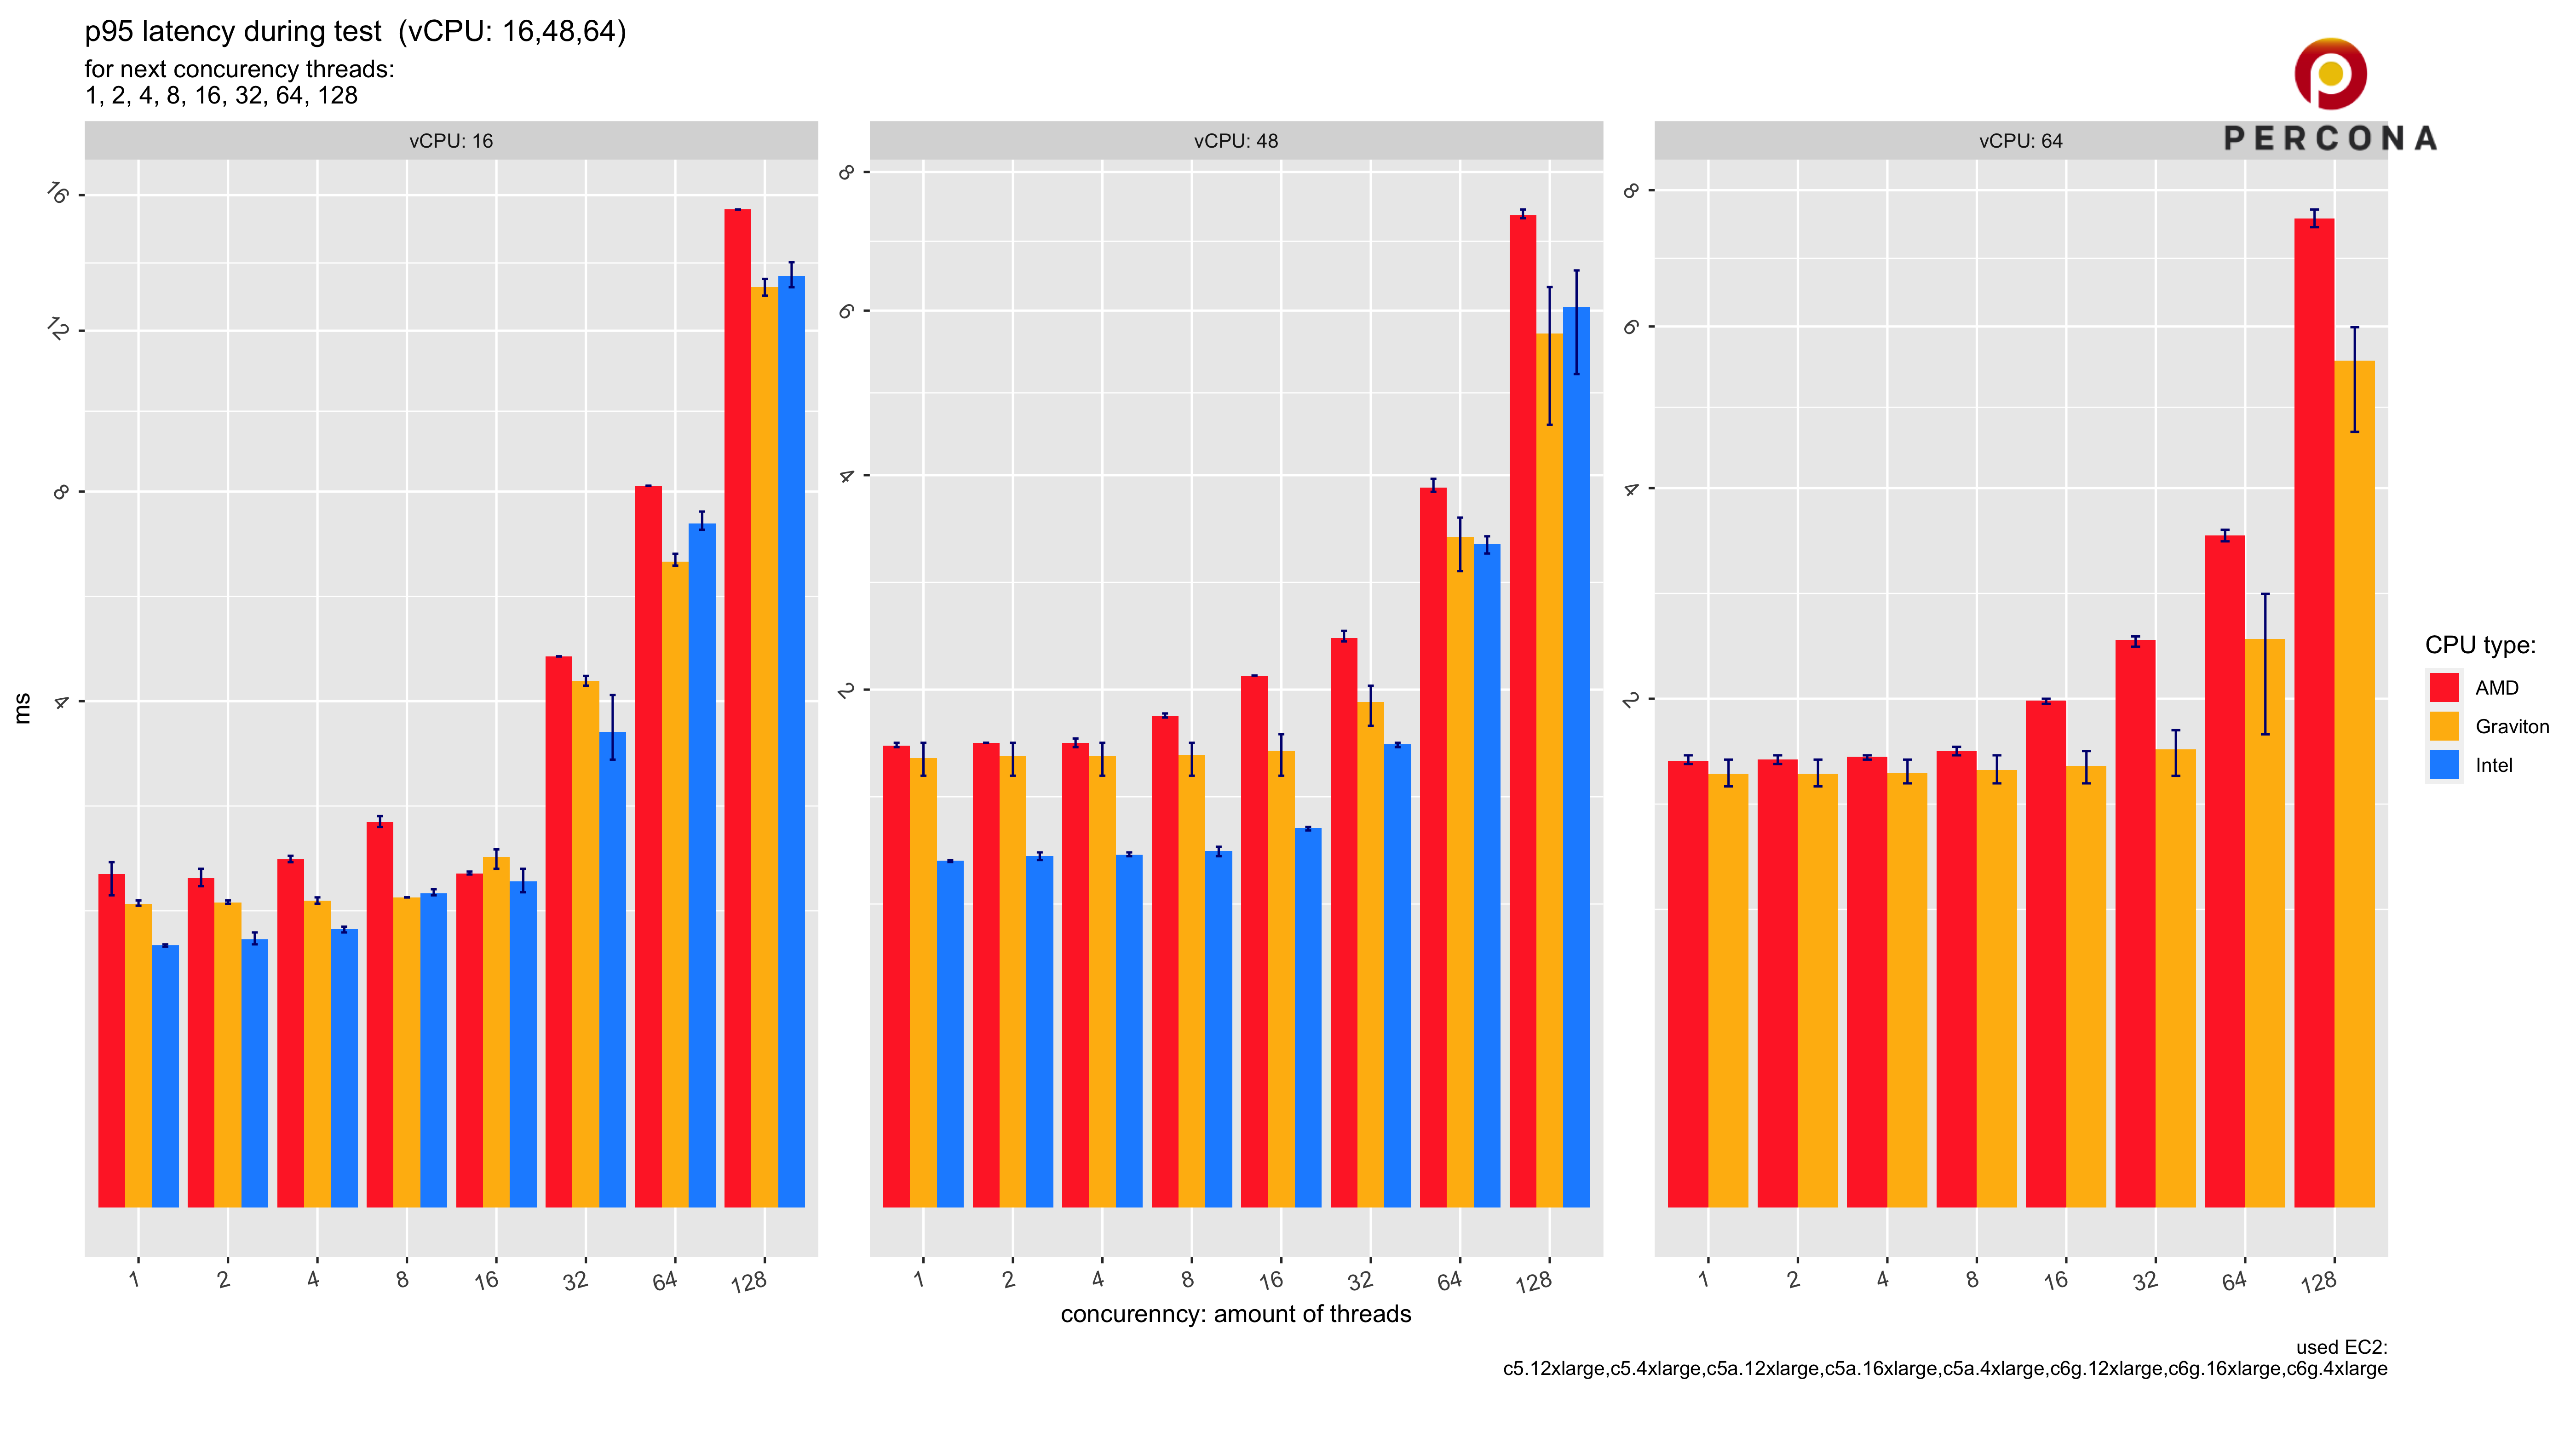 p95 latency during test  (vCPU: 16,48,64)
for next concurency threads:
1, 2, 4, 8, 16, 32, 64, 128
PERCONA
vCPU: 16
vCPU: 48
vCPU: 64
ms
16
12
8
4
8
6
4
2
8
6
4
2
1 2 4 8 16 32 64 128
1 2 4 8 16 32 64 128
1 2 4 8 16 32 64 128
concurenncy: amount of threads
CPU type:
AMD
Graviton
Intel
used EC2:
c5.12xlarge,c5.4xlarge,c5a.12xlarge,c5a.16xlarge,c5a.4xlarge,c6g.12xlarge,c6g.16xlarge,c6g.4xlarge